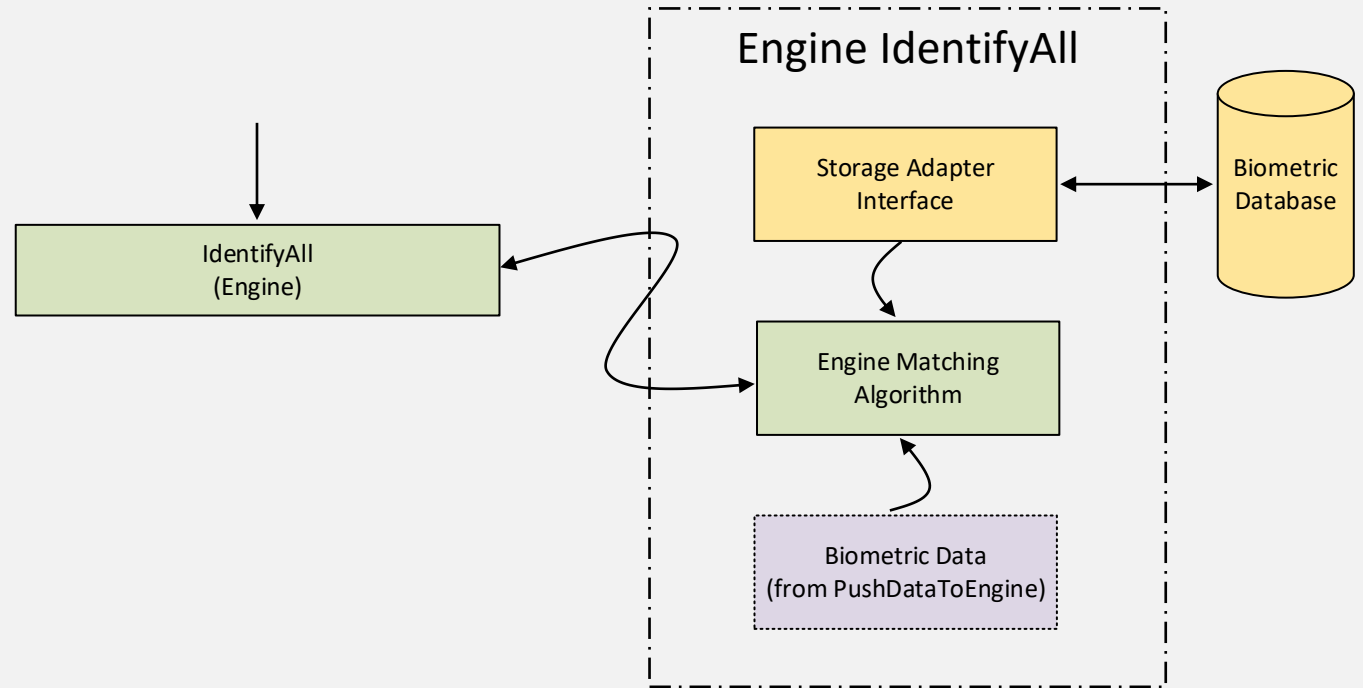 Engine IdentifyAll
Storage Adapter
Interface
Biometric
Database
IdentifyAll
(Engine)
Engine Matching
Algorithm
Biometric Data
(from PushDataToEngine)